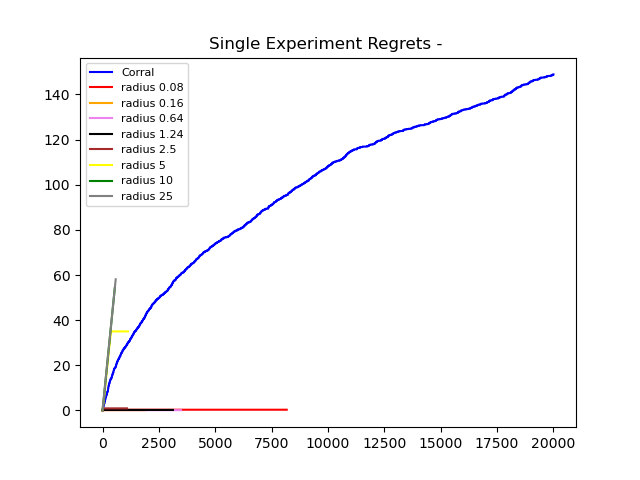 Single Experiment Regrets -
Corral
radius 0.08
radius 0.16
radius 0.64
radius 1.24
radius 2.5
radius 5
radius 10
radius 25
140
120
100
80
60
40
20
0
0 2500 5000 7500 10000 12500 15000 17500 20000